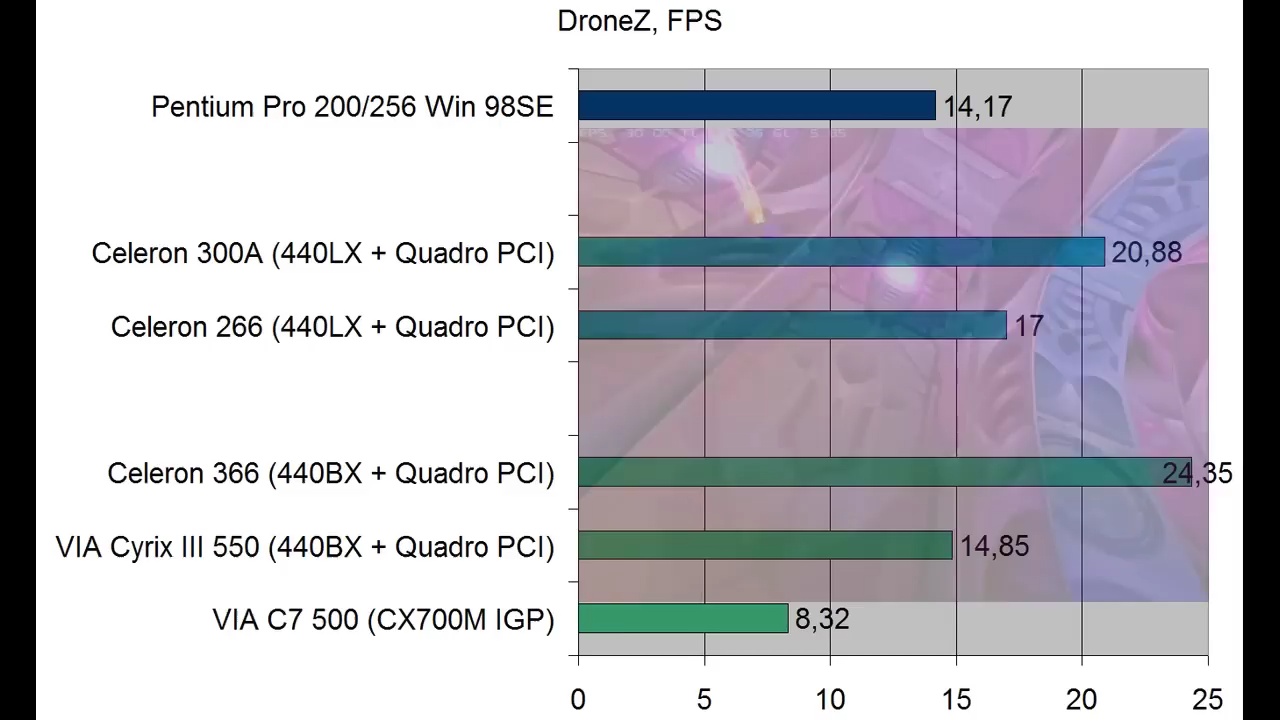 DroneZ, FPS
Pentium Pro 200/256 Win 98SE 14,17
Celeron 300A (440LX + Quadro PCI) 20,88
Celeron 266 (440LX + Quadro PCI) 17
Celeron 366 (440BX + Quadro PCI) 24,35
VIA Cyrix III 550 (440BX + Quadro PCI) 14,85
VIA C7 500 (CX700M IGP) 8,32
0 5 10 15 20 25